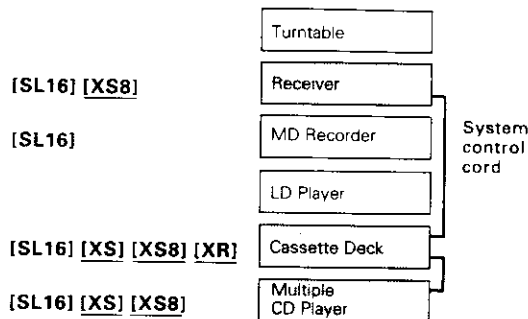 Turntable
[SL16] [XS8] Receiver
[SL16] MD Recorder
System
control
cord
LD Player
[SL16] [XS] [XS8] [XR] Cassette Deck
[SL16] [XS] [XS8] Multiple
CD Player